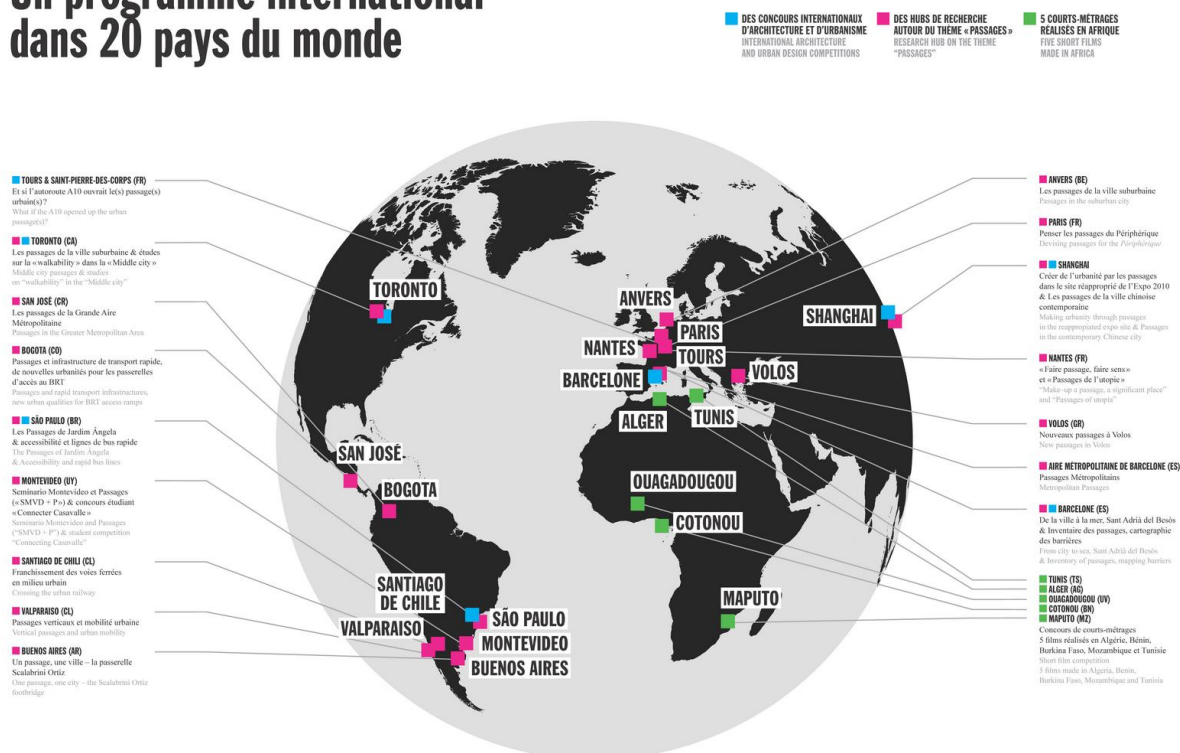 Un programme international
dans 20 pays du monde
DES CONCOURS INTERNATIONAUX
D'ARCHITECTURE ET D'URBANISME
INTERNATIONAL ARCHITECTURE
AND URBAN DESIGN COMPETITIONS
DES HUBS DE RECHERCHE
AUTOUR DU THÈME « PASSAGES »
RESEARCH HUB ON THE THEME
"PASSAGES"
5 COURTS-MÉTRAGES
RÉALISÉS EN AFRIQUE
FIVE SHORT FILMS
MADE IN AFRICA
TOURS & SAINT-PIERRE-DES-CORPS (FR)
Et si l'autoroute A10 ouvrait le(s) passage(s)
urbain(s) ?
What if the A10 opened up the urban
passage(s)?
TORONTO (CA)
Les passages de la ville suburbaine & études
sur la « walkability » dans la « Middle city »
Middle city passages & studies
on "walkability" in the "Middle city"
SAN JOSÉ (CR)
Les passages de la Grande Aire
Métropolitaine
Passages in the Greater Metropolitan Area
BOGOTA (CO)
Passages et infrastructure de transport rapide,
de nouvelles urbanités pour les passerelles
d'accès au BRT
Passages and rapid transport infrastructures,
new urban qualities for BRT access ramps
SÃO PAULO (BR)
Les Passages de Jardim Ângela
& accessibilité et lignes de bus rapide
The Passages of Jardim Ângela
& Accessibility and rapid bus lines
MONTEVIDEO (UY)
Seminario Montevideo et Passages
(« SMVD + P ») & concours étudiant
« Connecter Casavalle »
Seminario Montevideo and Passages
("SMVD + P") & student competition
"Connecting Casavalle"
SANTIAGO DE CHILI (CL)
Franchissement des voies ferrées
en milieu urbain
Crossing the urban railway
VALPARAISO (CL)
Passages verticaux et mobilité urbaine
Vertical passages and urban mobility
BUENOS AIRES (AR)
Un passage, une ville – la passerelle
Scalabrini Ortiz
One passage, one city – the Scalabrini Ortiz
footbridge
TORONTO
SAN JOSÉ
BOGOTA
SANTIAGO
DE CHILE
VALPARAISO
SÃO PAULO
MONTEVIDEO
BUENOS AIRES
ANVERS
PARIS
NANTES
TOURS
BARCELONE
VOLOS
ALGER
TUNIS
SHANGHAI
OUAGADOUGOU
COTONOU
MAPUTO
ANVERS (BE)
Les passages de la ville suburbaine
Passages in the suburban city
PARIS (FR)
Penser les passages du Périphérique
Devising passages for the Périphérique
SHANGHAI
Créer de l'urbanité par les passages
dans le site réapproprié de l'Expo 2010
& Les passages de la ville chinoise
contemporaine
Making urbanity through passages
in the reappropiated expo site & Passages
in the contemporary Chinese city
NANTES (FR)
« Faire passage, faire sens »
et « Passages de l'utopie »
"Make-up a passage, a significant place"
and "Passages of utopia"
VOLOS (GR)
Nouveaux passages à Volos
New passages in Volos
AIRE MÉTROPOLITAINE DE BARCELONE (ES)
Passages Métropolitains
Metropolitan Passages
BARCELONE (ES)
De la ville à la mer, Sant Adrià del Besòs
& Inventaire des passages, cartographie
des barrières
From city to sea, Sant Adrià del Besòs
& Inventory of passages, mapping barriers
TUNIS (TS)
ALGER (AG)
OUAGADOUGOU (UV)
COTONOU (BN)
MAPUTO (MZ)
Concours de courts-métrages
5 films réalisés en Algérie, Bénin,
Burkina Faso, Mozambique et Tunisie
Short film competition
5 films made in Algeria, Benin,
Burkina Faso, Mozambique and Tunisia